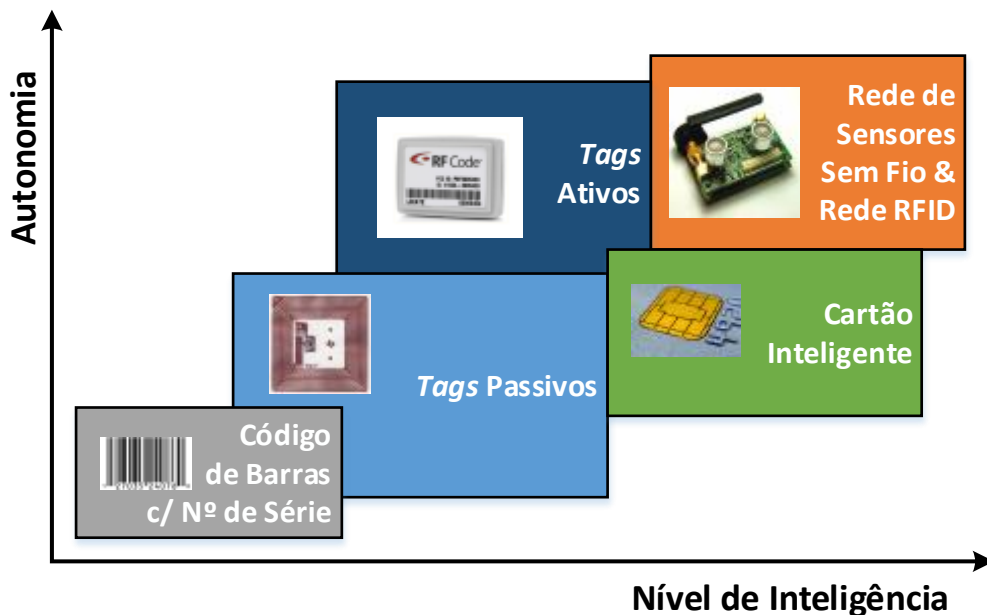 Autonomia
Rede de
Sensores
Sem Fio &
Rede RFID
RF Code
Tags
Ativos
Cartão
Inteligente
Tags Passivos
Código
de Barras
c/ Nº de Série
Nível de Inteligência